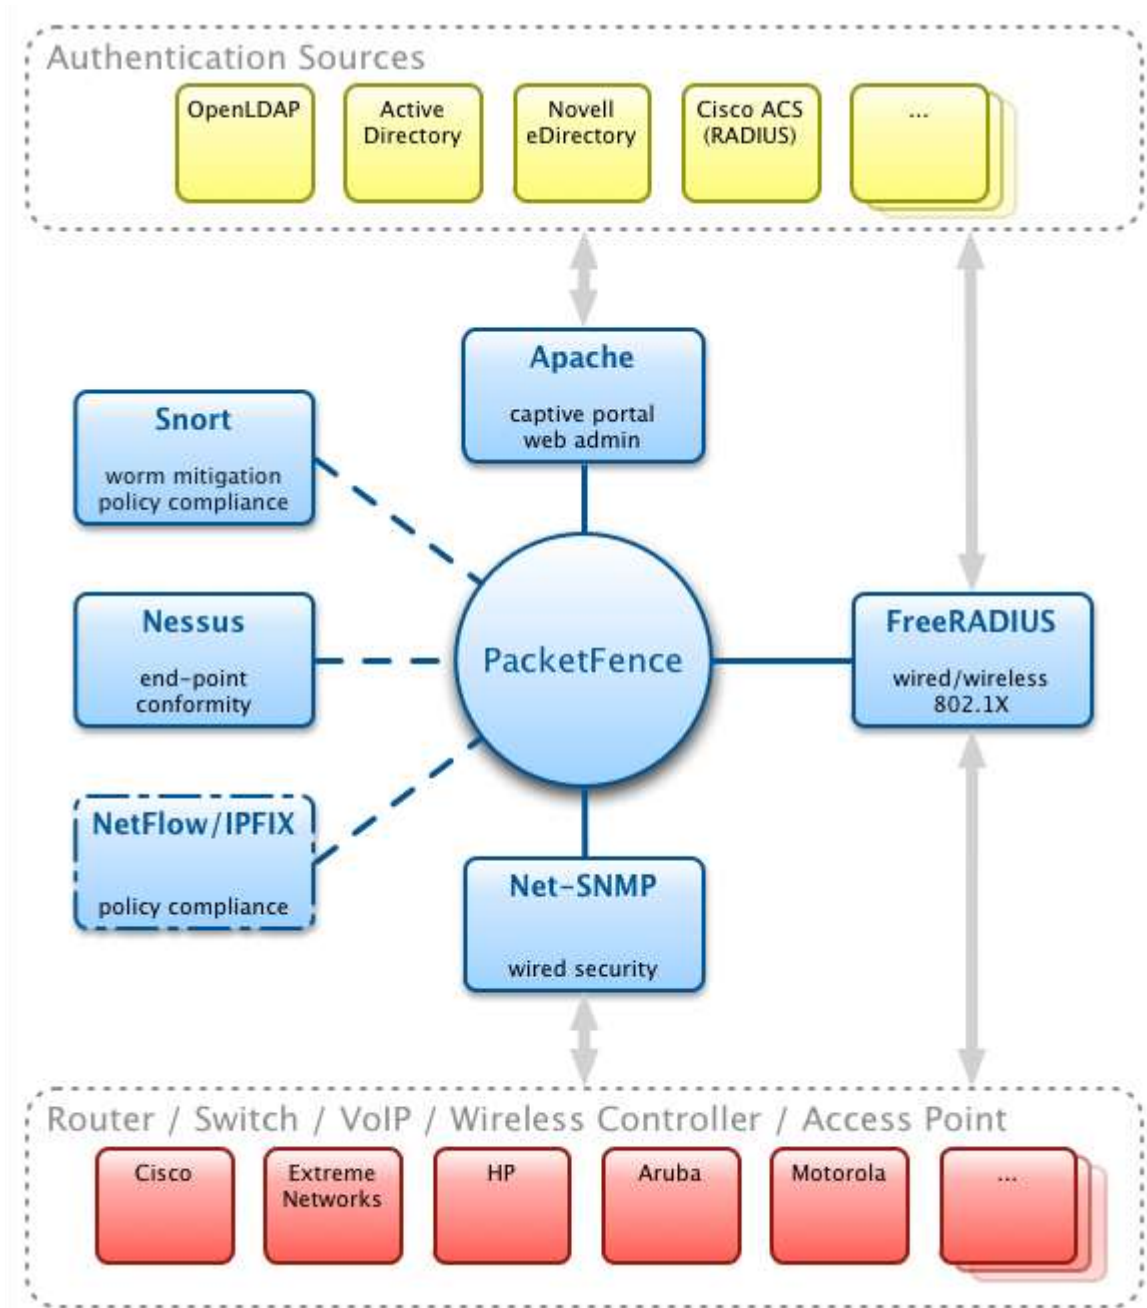 Authentication Sources
OpenLDAP
Active
Directory
Novell
eDirectory
Cisco ACS
(RADIUS)
...
Apache
captive portal
web admin
Snort
worm mitigation
policy compliance
Nessus
end-point
conformity
PacketFence
FreeRADIUS
wired/wireless
802.1X
NetFlow/IPFIX
policy compliance
Net-SNMP
wired security
Router / Switch / VoIP / Wireless Controller / Access Point
Cisco
Extreme
Networks
HP
Aruba
Motorola
...